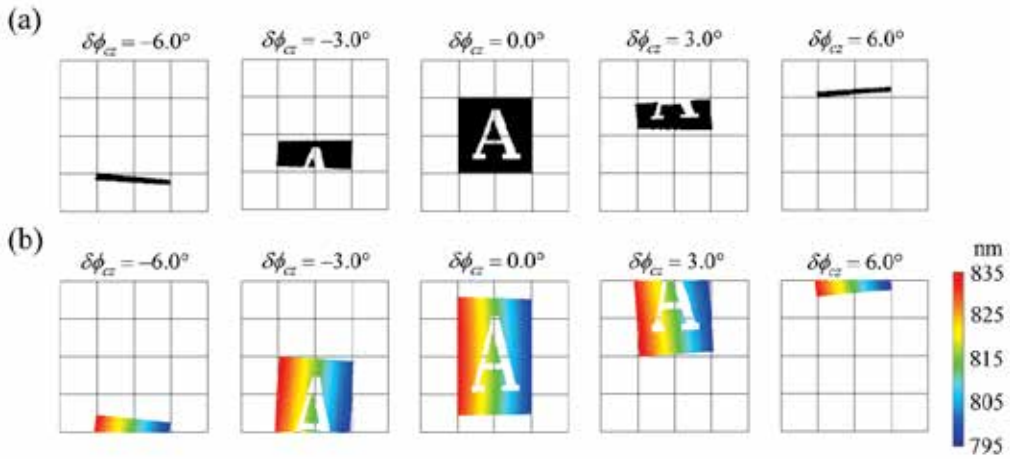 (a)
δϕcz = −6.0° δϕcz = −3.0° δϕcz = 0.0° δϕcz = 3.0° δϕcz = 6.0°
A A A
(b)
δϕcz = −6.0° δϕcz = −3.0° δϕcz = 0.0° δϕcz = 3.0° δϕcz = 6.0°
A A A
nm
835
825
815
805
795